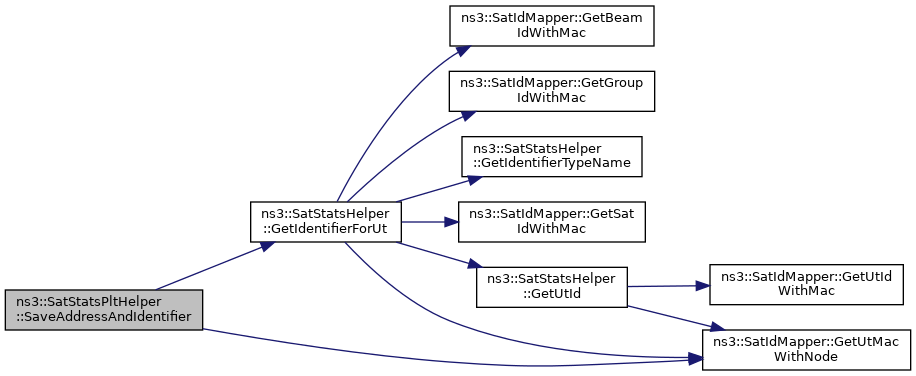 ns3::SatIdMapper::GetBeam
IdWithMac
ns3::SatIdMapper::GetGroup
IdWithMac
ns3::SatStatsHelper
::GetIdentifierTypeName
ns3::SatStatsHelper
::GetIdentifierForUt
ns3::SatIdMapper::GetSat
IdWithMac
ns3::SatStatsHelper
::GetUtId
ns3::SatIdMapper::GetUtId
WithMac
ns3::SatStatsPltHelper
::SaveAddressAndIdentifier
ns3::SatIdMapper::GetUtMac
WithNode